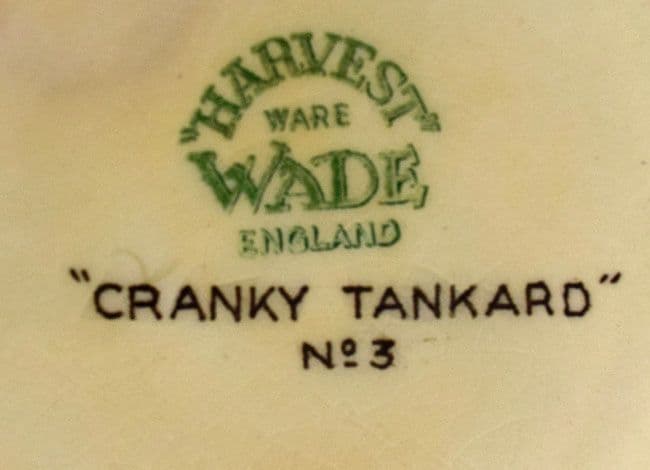 "HARVEST"
WARE
WADE
ENGLAND
"CRANKY TANKARD"
Nº 3